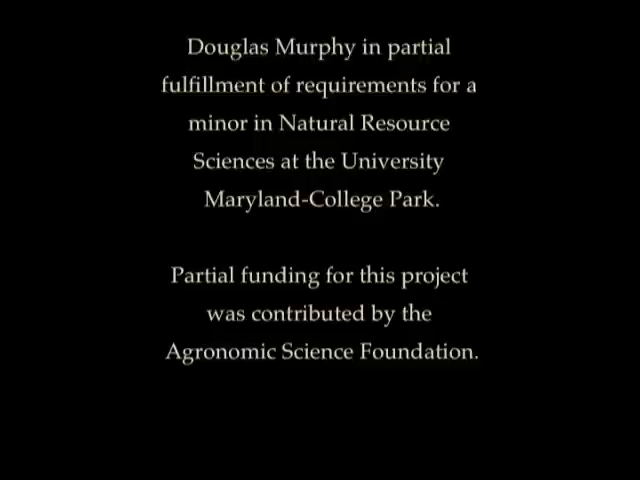 Douglas Murphy in partial
fulfillment of requirements for a
minor in Natural Resource
Sciences at the University
Maryland-College Park.
Partial funding for this project
was contributed by the
Agronomic Science Foundation.